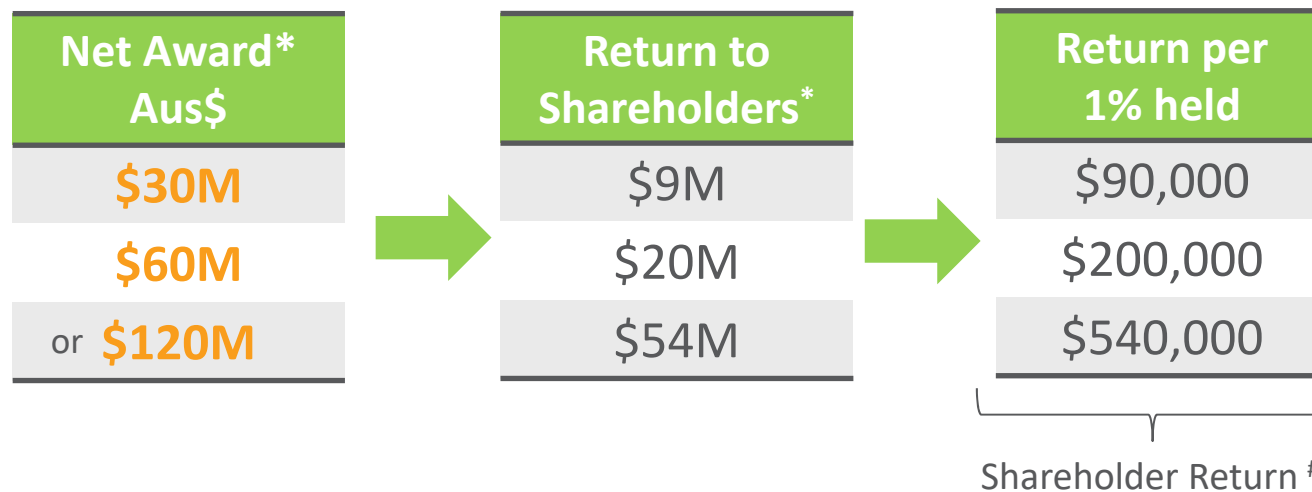 Net Award*
Aus$
$30M
$60M
or $120M
Return to
Shareholders*
$9M
$20M
$54M
Return per
1% held
$90,000
$200,000
$540,000
Shareholder Return #